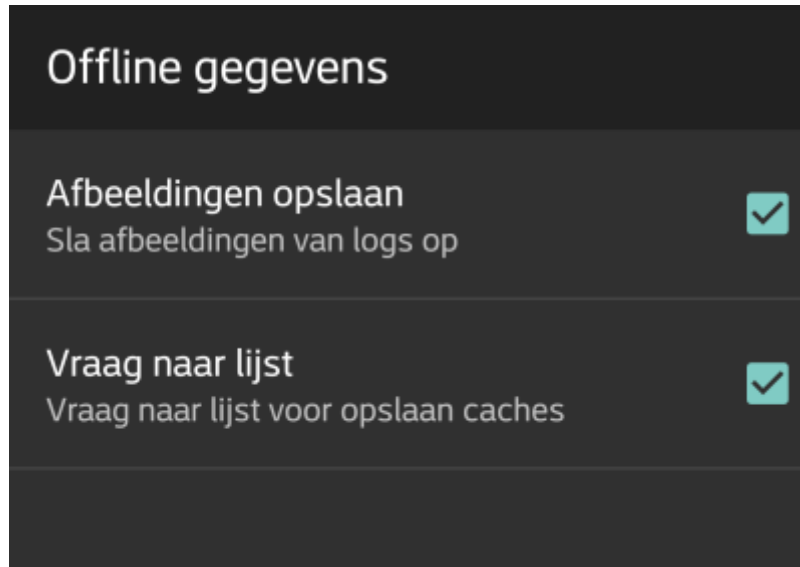 Offline gegevens
Afbeeldingen opslaan
Sla afbeeldingen van logs op
Vraag naar lijst
Vraag naar lijst voor opslaan caches